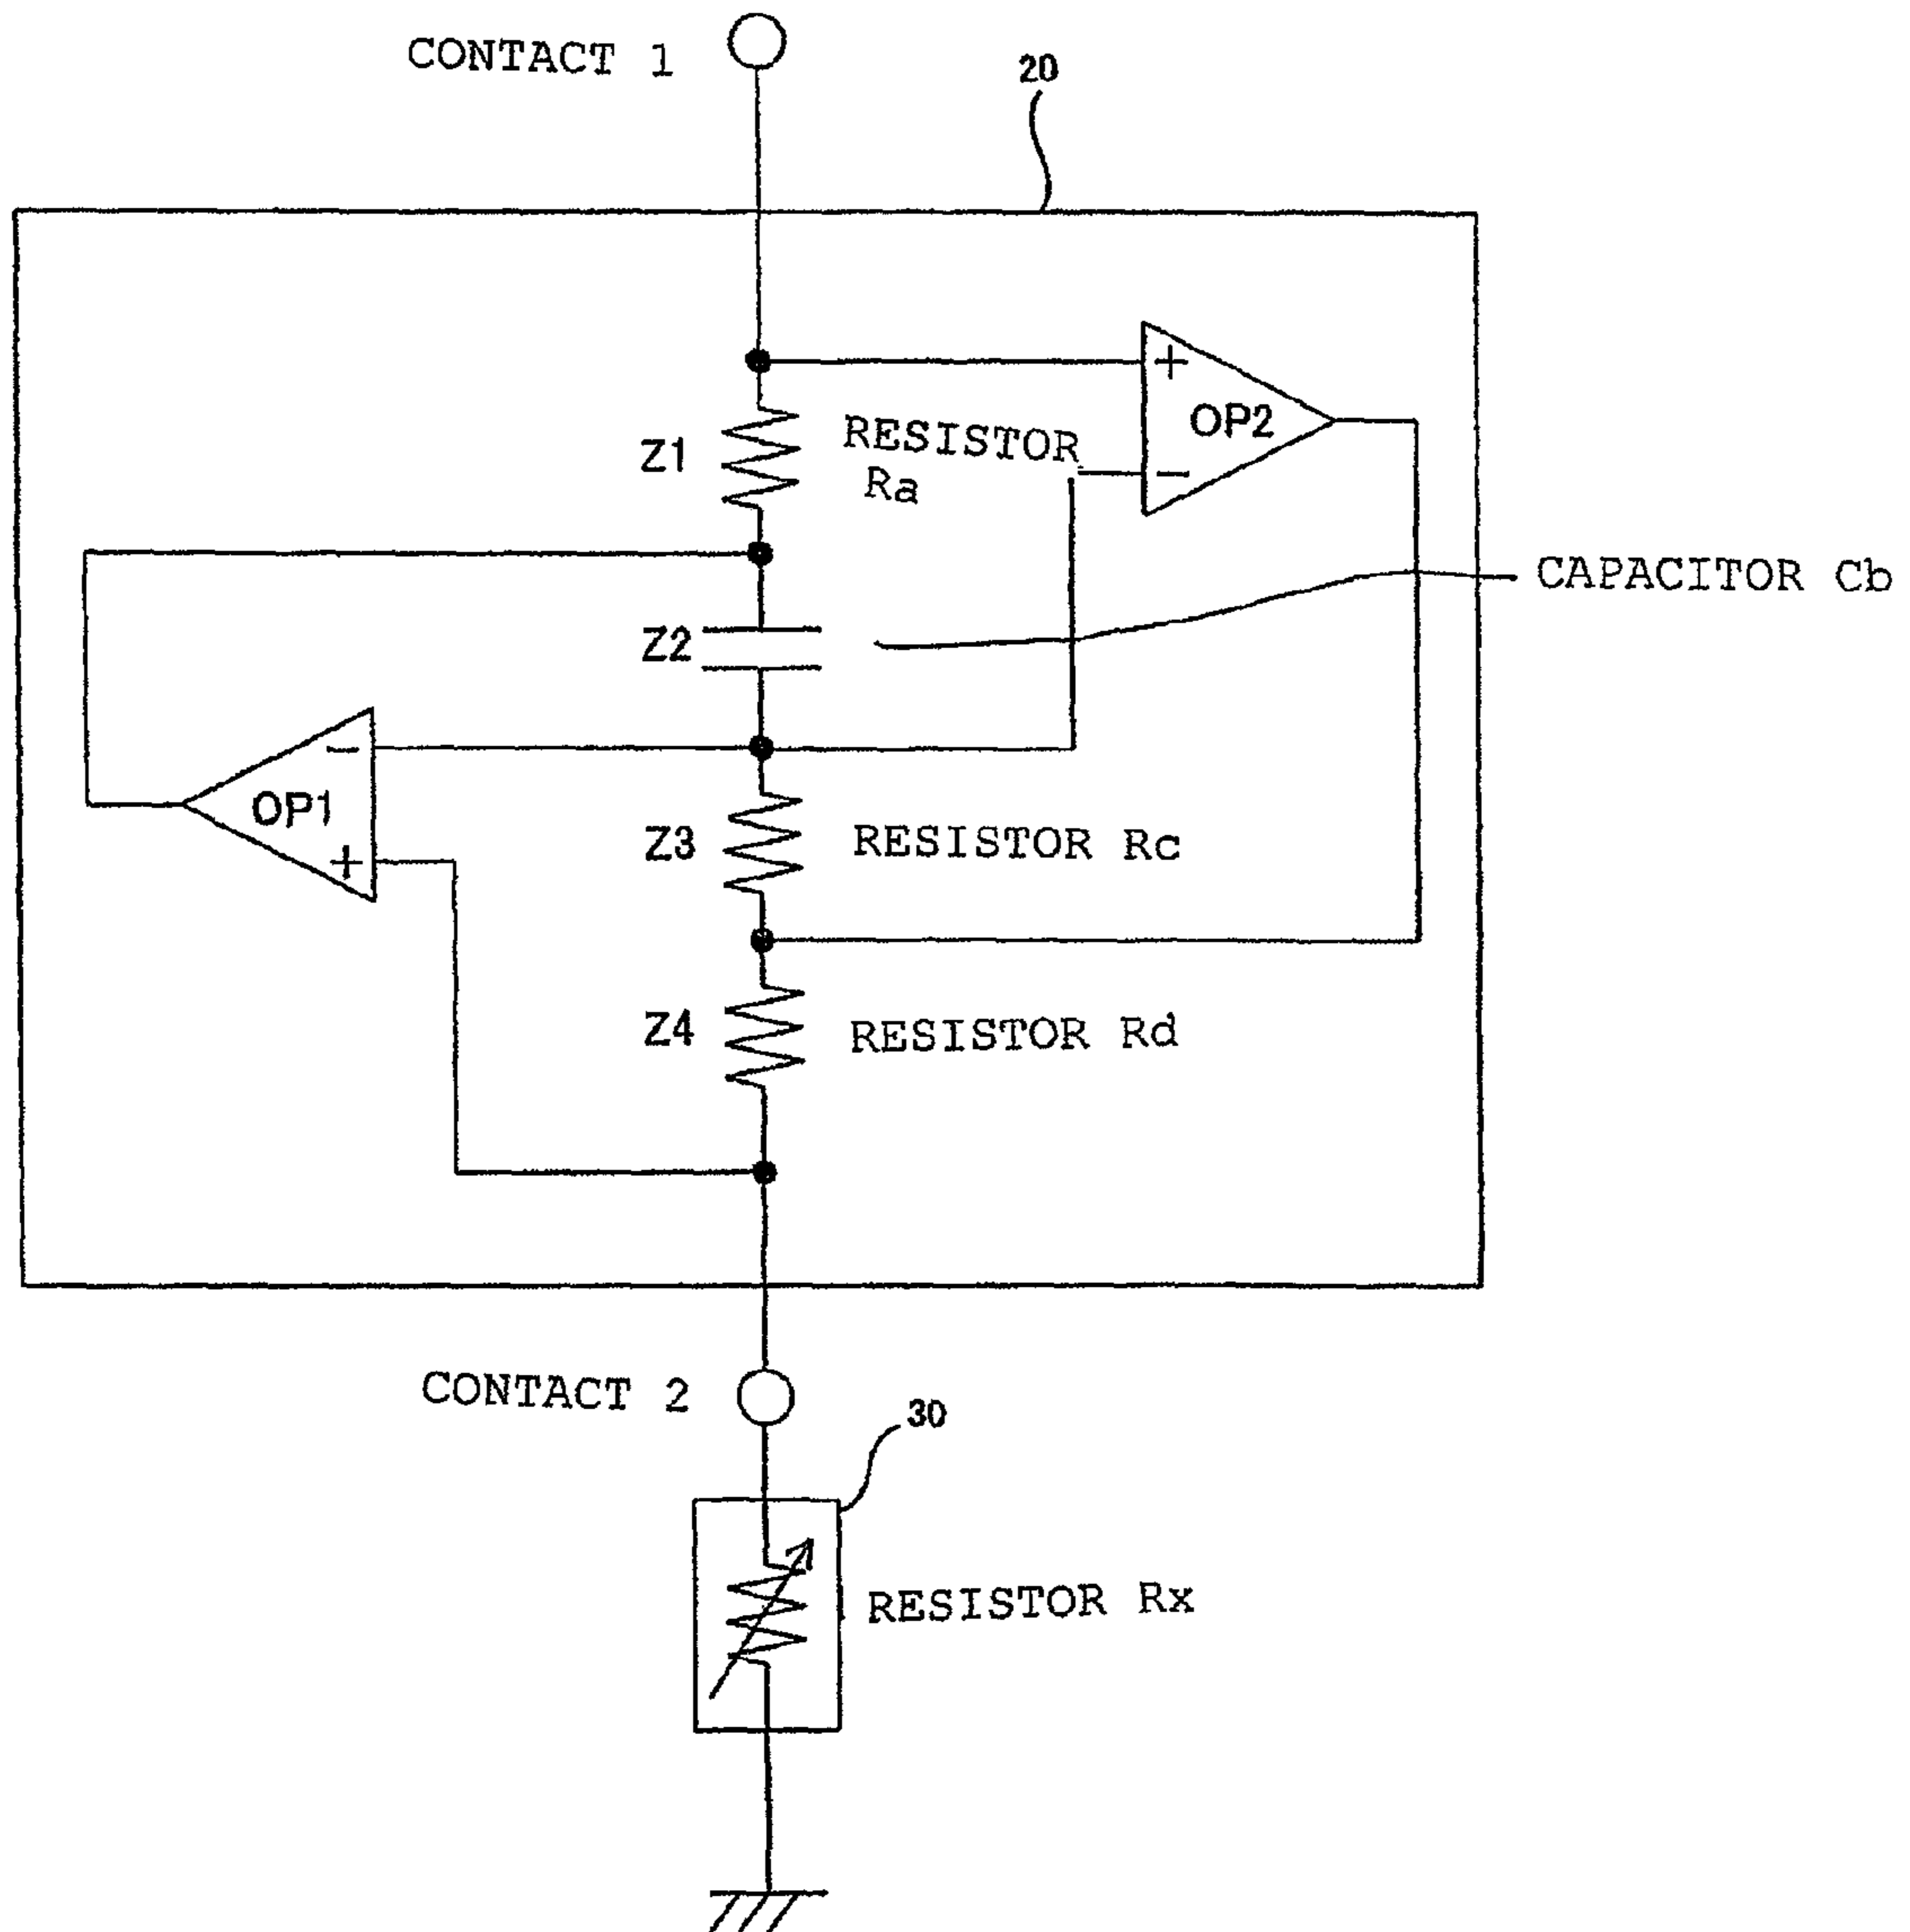 CONTACT 1
20
+
OP2
−
Z1
RESISTOR
Ra
CAPACITOR Cb
Z2
−
OP1
+
Z3
RESISTOR Rc
Z4
RESISTOR Rd
CONTACT 2
30
RESISTOR Rx